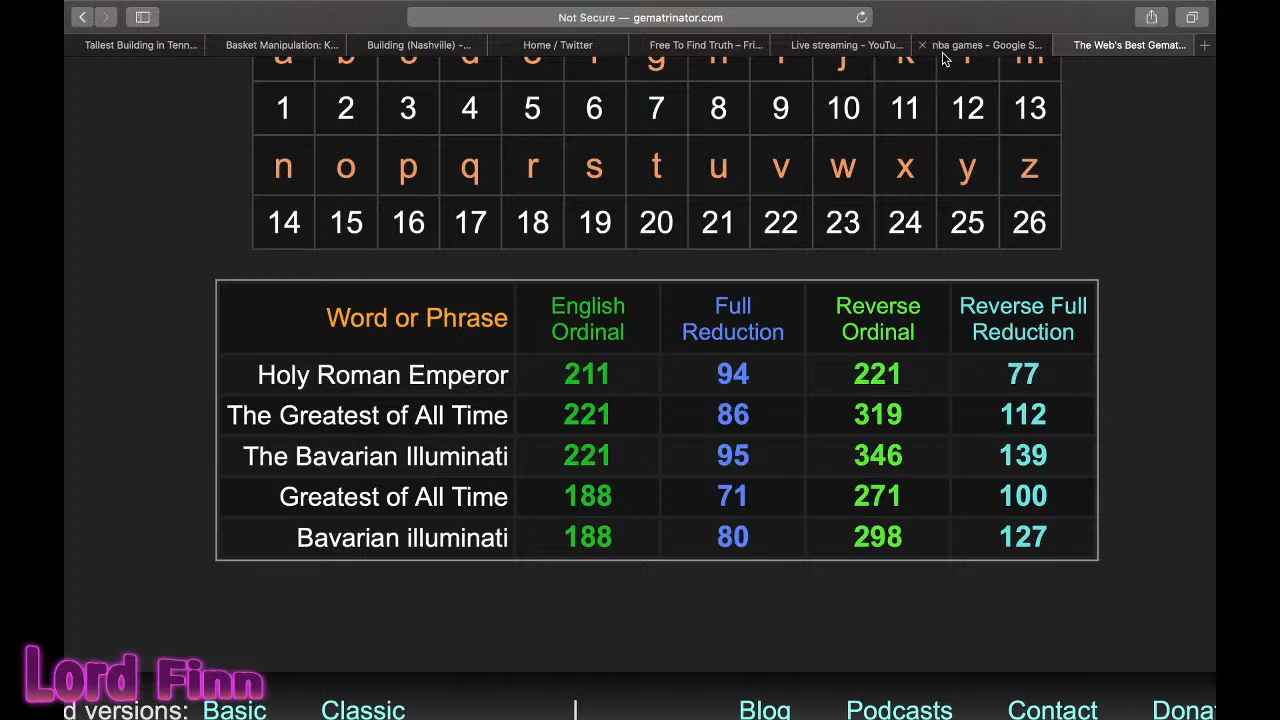 Not Secure — gematrinator.com
Tallest Building in Tenn... Basket Manipulation: K... Building (Nashville) -... Home / Twitter Free To Find Truth – Fri... Live streaming - YouTu... nba games - Google S... The Web's Best Gemat...
a b c d e f g h i j k l m
1 2 3 4 5 6 7 8 9 10 11 12 13
n o p q r s t u v w x y z
14 15 16 17 18 19 20 21 22 23 24 25 26
Word or Phrase English Ordinal Full Reduction Reverse Ordinal Reverse Full Reduction
Holy Roman Emperor 211 94 221 77
The Greatest of All Time 221 86 319 112
The Bavarian Illuminati 221 95 346 139
Greatest of All Time 188 71 271 100
Bavarian illuminati 188 80 298 127
Lord Finn
d versions: Basic Classic | Blog Podcasts Contact Donat